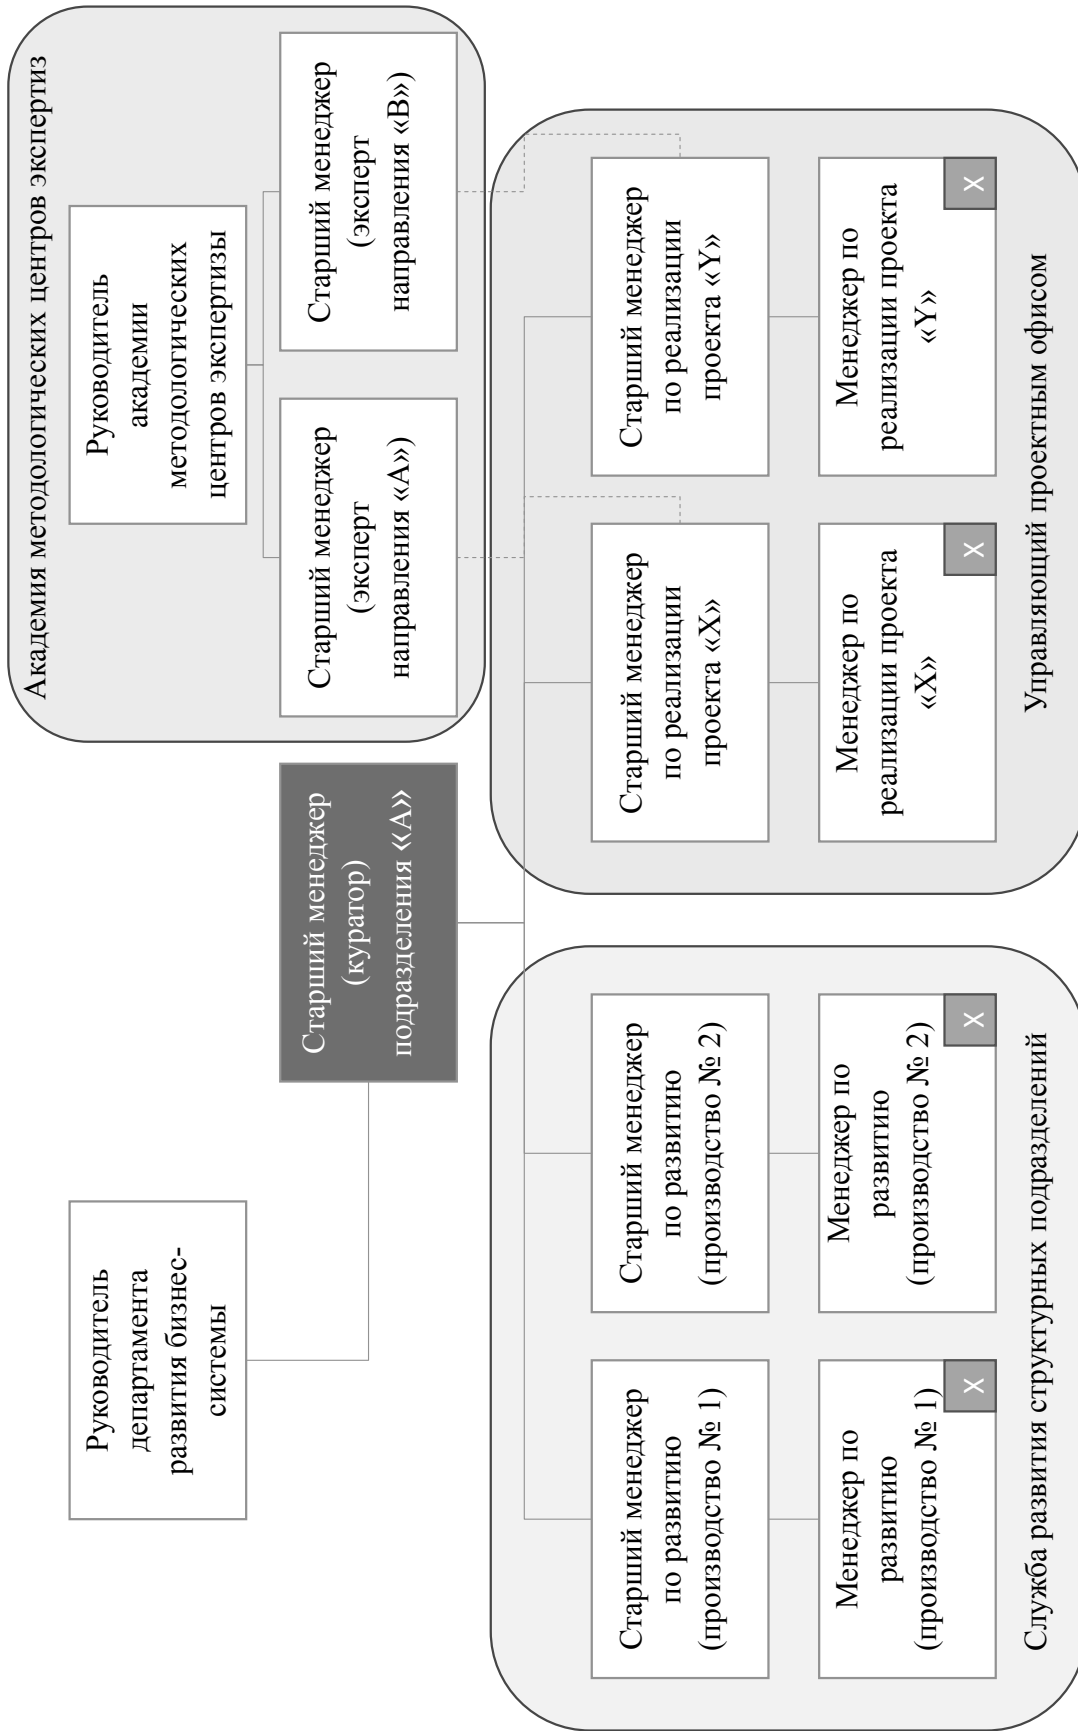 Академия методологических центров экспертиз
Руководитель
департамента
развития бизнес-
системы
Руководитель
академии
методологических
центров экспертизы
Старший менеджер
(куратор)
подразделения «А»
Старший менеджер
(эксперт
направления «А»)
Старший менеджер
(эксперт
направления «В»)
Старший менеджер
по развитию
(производство № 1)
Старший менеджер
по развитию
(производство № 2)
Старший менеджер
по реализации
проекта «X»
Старший менеджер
по реализации
проекта «Y»
Менеджер по
развитию
(производство № 1)
X
Менеджер по
развитию
(производство № 2)
X
Менеджер по
реализации проекта
«X»
X
Менеджер по
реализации проекта
«Y»
X
Служба развития структурных подразделений
Управляющий проектным офисом